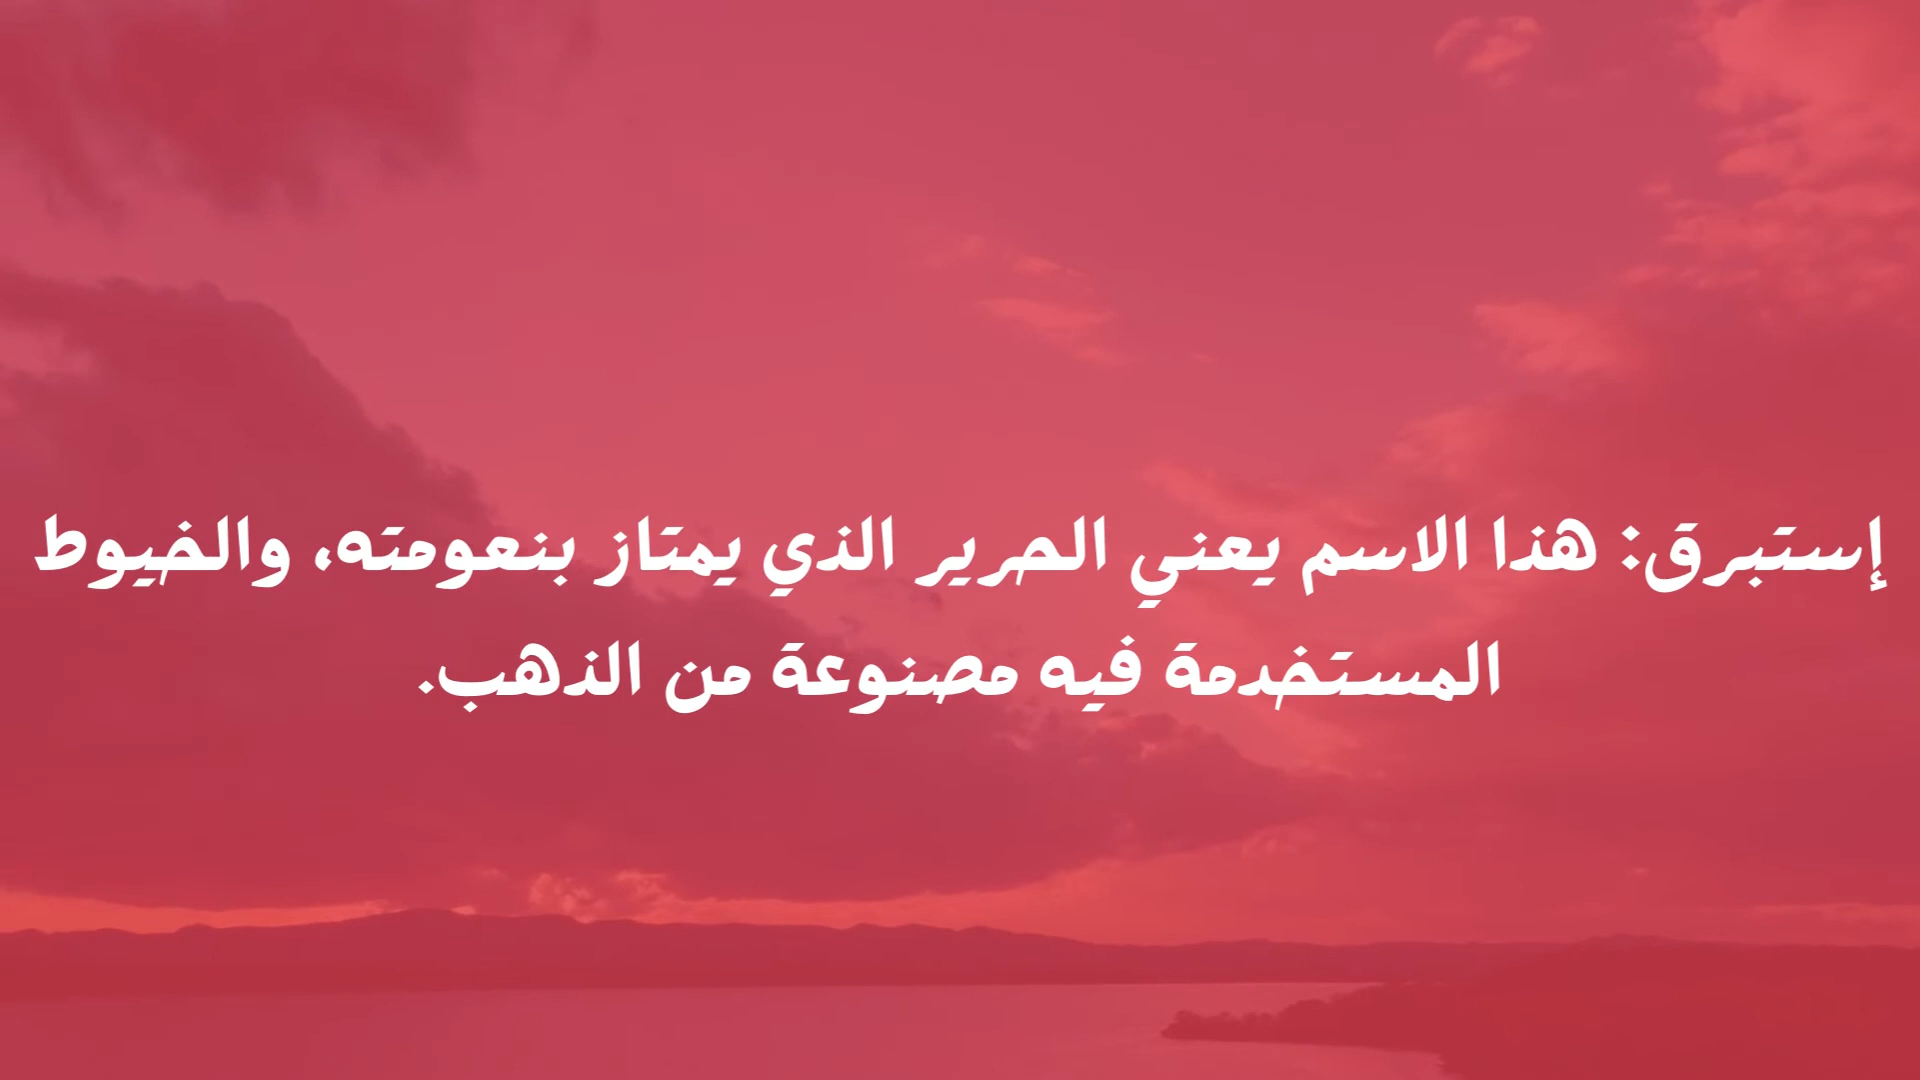 إستبرق: هذا الاسم يعني الحرير الذي يمتاز بنعومته، والخيوط
المستخدمة فيه مصنوعة من الذهب.